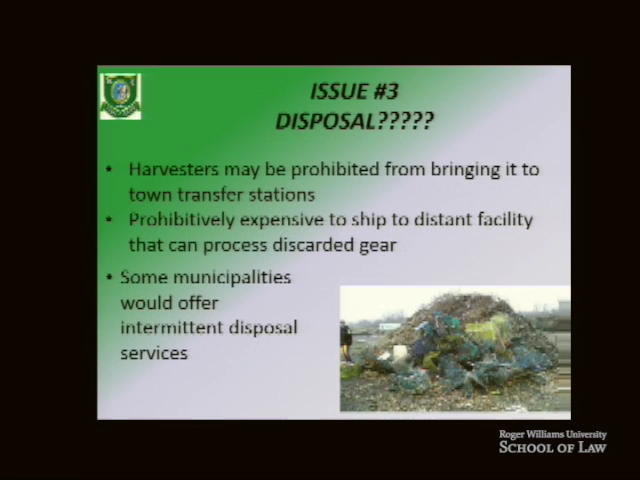 ISSUE #3
DISPOSAL?????
• Harvesters may be prohibited from bringing it to
town transfer stations
• Prohibitively expensive to ship to distant facility
that can process discarded gear
• Some municipalities
would offer
intermittent disposal
services
Roger Williams University
SCHOOL OF LAW